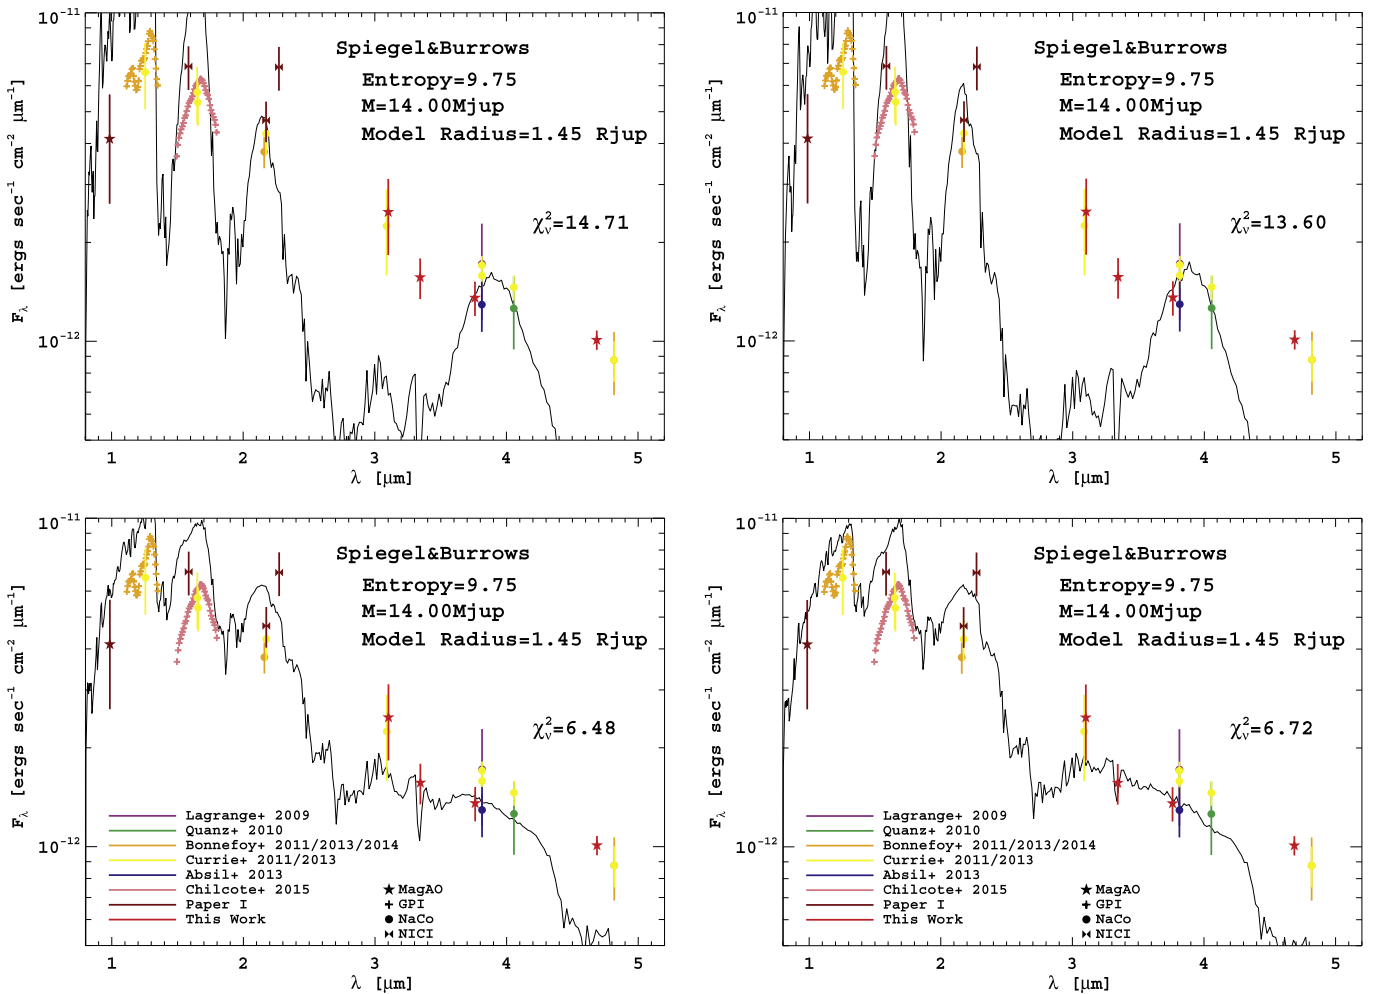 10⁻¹¹
10⁻¹²
F_λ [ergs sec⁻¹ cm⁻² μm⁻¹]
Spiegel&Burrows
Entropy=9.75
M=14.00Mjup
Model Radius=1.45 Rjup
χ²_ν=14.71
1 2 3 4 5
λ [μm]
10⁻¹¹
10⁻¹²
F_λ [ergs sec⁻¹ cm⁻² μm⁻¹]
Spiegel&Burrows
Entropy=9.75
M=14.00Mjup
Model Radius=1.45 Rjup
χ²_ν=13.60
1 2 3 4 5
λ [μm]
10⁻¹¹
10⁻¹²
F_λ [ergs sec⁻¹ cm⁻² μm⁻¹]
Spiegel&Burrows
Entropy=9.75
M=14.00Mjup
Model Radius=1.45 Rjup
χ²_ν=6.48
Lagrange+ 2009
Quanz+ 2010
Bonnefoy+ 2011/2013/2014
Currie+ 2011/2013
Absil+ 2013
Chilcote+ 2015
Paper I
This Work
MagAO
GPI
NaCo
NICI
1 2 3 4 5
λ [μm]
10⁻¹¹
10⁻¹²
F_λ [ergs sec⁻¹ cm⁻² μm⁻¹]
Spiegel&Burrows
Entropy=9.75
M=14.00Mjup
Model Radius=1.45 Rjup
χ²_ν=6.72
Lagrange+ 2009
Quanz+ 2010
Bonnefoy+ 2011/2013/2014
Currie+ 2011/2013
Absil+ 2013
Chilcote+ 2015
Paper I
This Work
MagAO
GPI
NaCo
NICI
1 2 3 4 5
λ [μm]